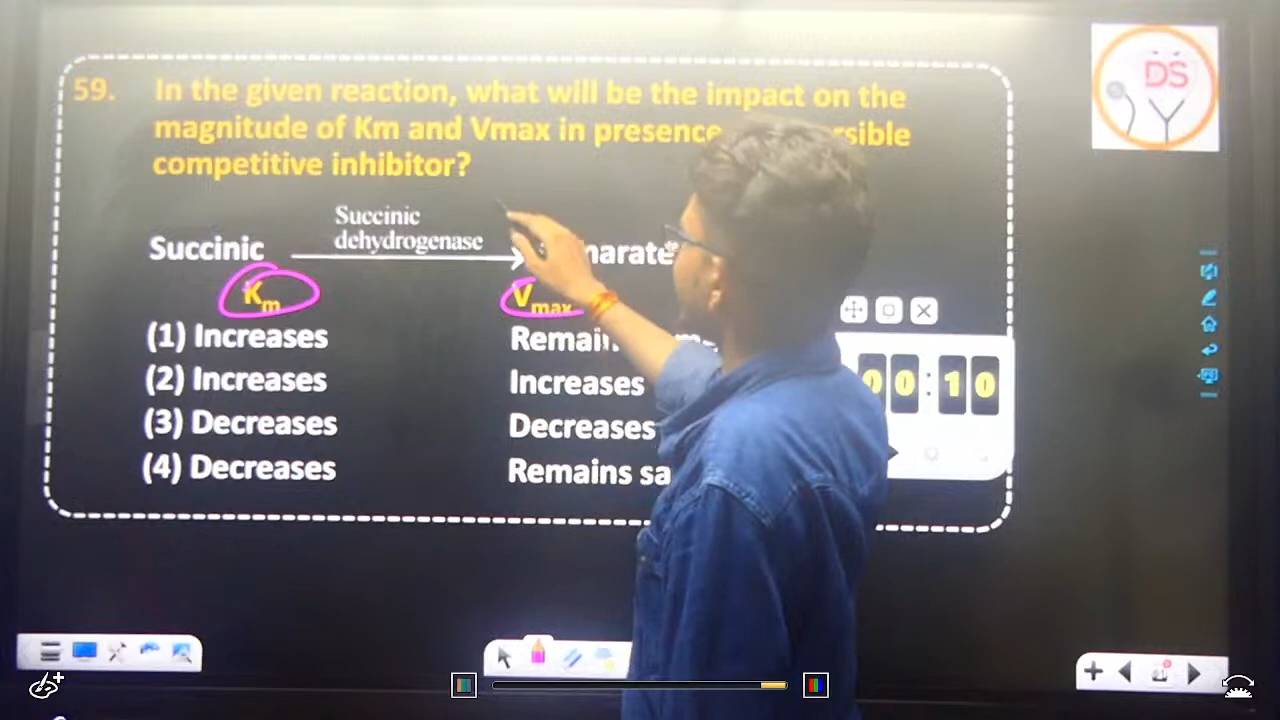 59. In the given reaction, what will be the impact on the
magnitude of Km and Vmax in presence rsible
competitive inhibitor?
Succinic
dehydrogenase
Succinic
Km Vmax
(1) Increases
(2) Increases Increases
(3) Decreases Decreases
(4) Decreases Remains
00:10
DS